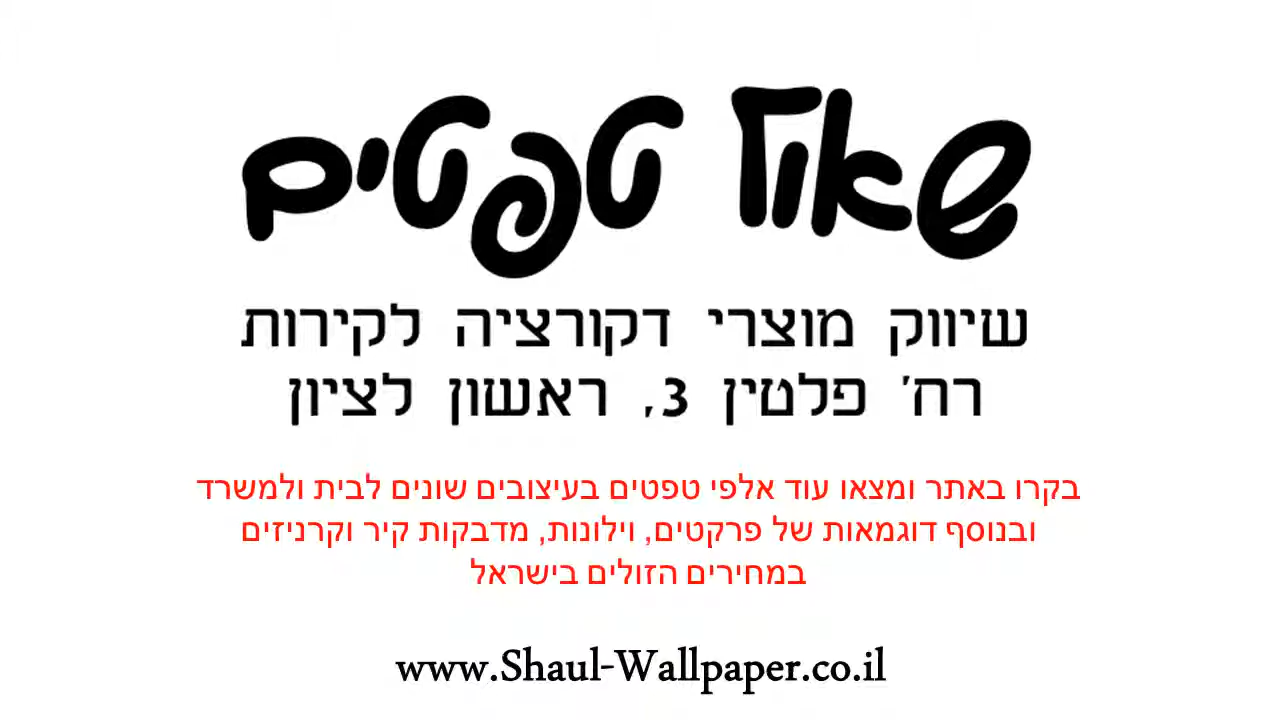 שאול טפטים
שיווק מוצרי דקורציה לקירות
רח' פלטין 3, ראשון לציון
בקרו באתר ומצאו עוד אלפי טפטים בעיצובים שונים לבית ולמשרד
ובנוסף דוגמאות של פרקטים, וילונות, מדבקות קיר וקרניזים
במחירים הזולים בישראל
www.Shaul-Wallpaper.co.il